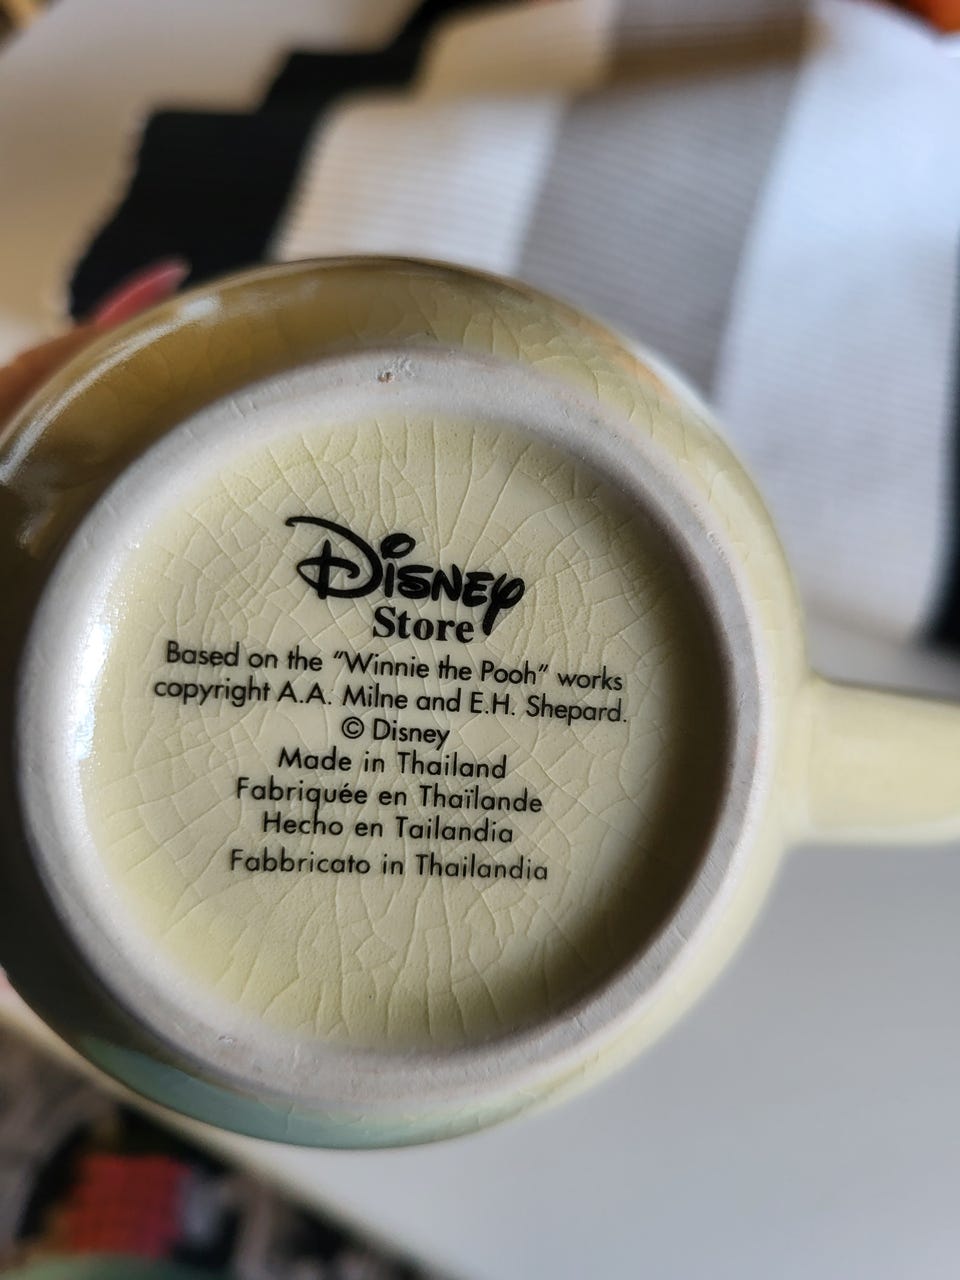 Disney
Store
Based on the "Winnie the Pooh" works
copyright A.A. Milne and E.H. Shepard.
© Disney
Made in Thailand
Fabriquée en Thaïlande
Hecho en Tailandia
Fabbricato in Thailandia